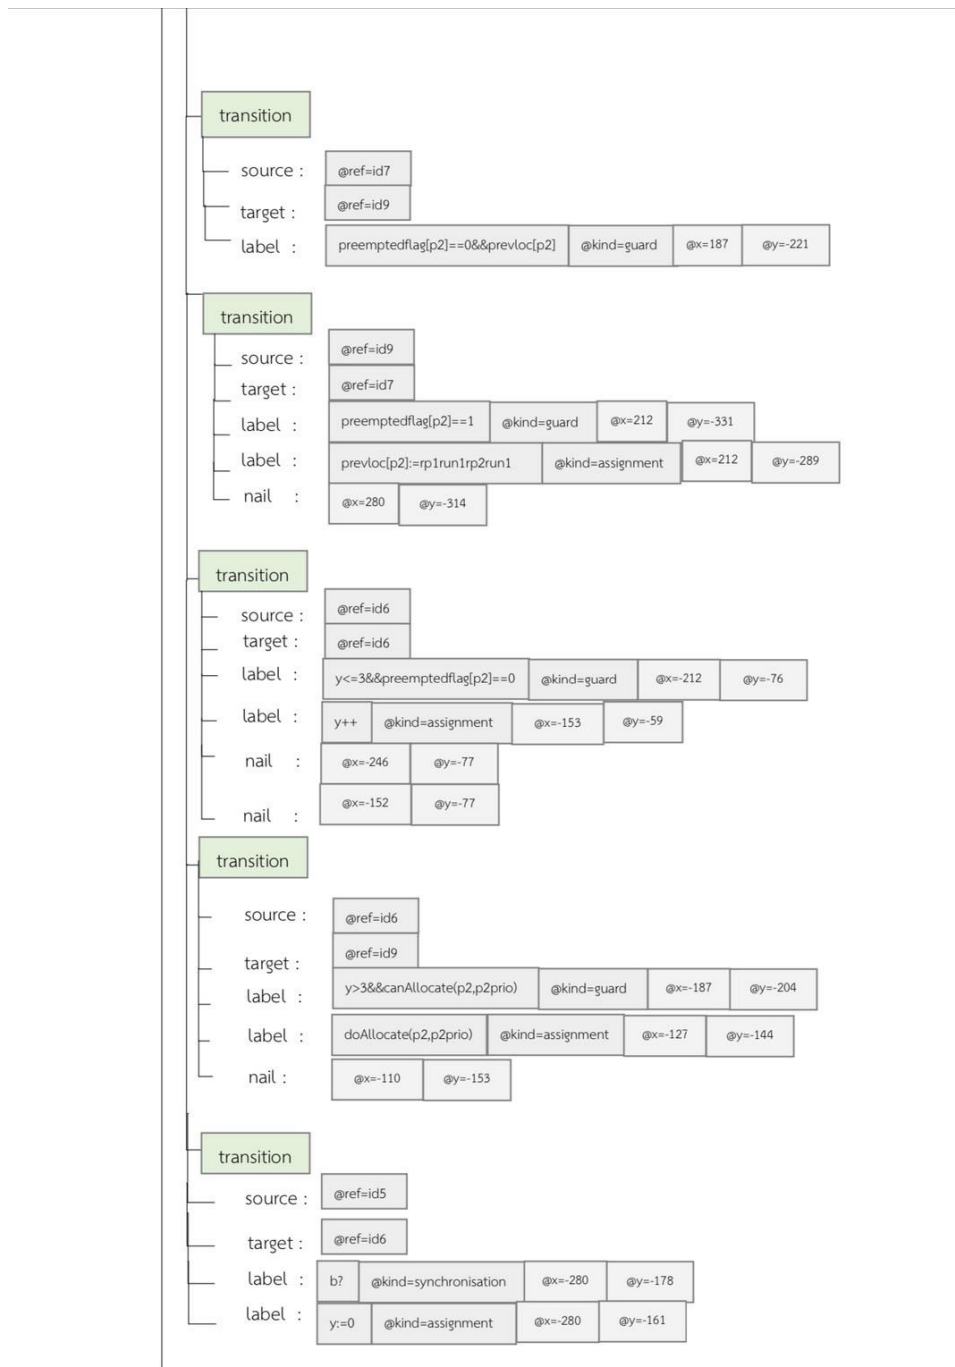 transition
source : @ref=id7
target : @ref=id9
label : preemptedflag[p2]==0&&prevloc[p2] @kind=guard @x=187 @y=-221
transition
source : @ref=id9
target : @ref=id7
label : preemptedflag[p2]==1 @kind=guard @x=212 @y=-331
label : prevloc[p2]:=rp1run1rp2run1 @kind=assignment @x=212 @y=-289
nail : @x=280 @y=-314
transition
source : @ref=id6
target : @ref=id6
label : y<=3&&preemptedflag[p2]==0 @kind=guard @x=-212 @y=-76
label : y++ @kind=assignment @x=-153 @y=-59
nail : @x=-246 @y=-77
nail : @x=-152 @y=-77
transition
source : @ref=id6
target : @ref=id9
label : y>3&&canAllocate(p2,p2prio) @kind=guard @x=-187 @y=-204
label : doAllocate(p2,p2prio) @kind=assignment @x=-127 @y=-144
nail : @x=-110 @y=-153
transition
source : @ref=id5
target : @ref=id6
label : b? @kind=synchronisation @x=-280 @y=-178
label : y:=0 @kind=assignment @x=-280 @y=-161